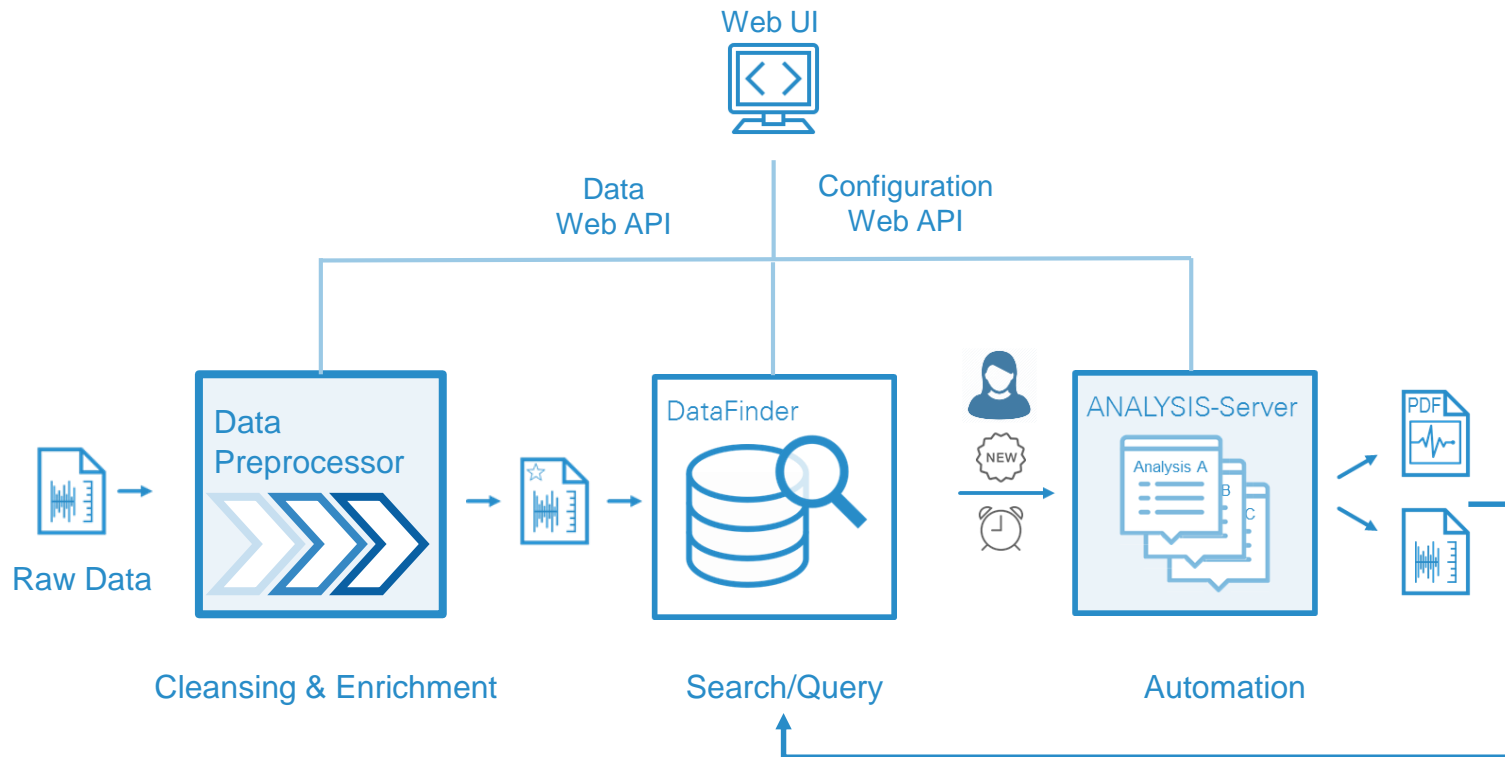 Web UI
Data
Web API
Configuration
Web API
Raw Data
Data
Preprocessor
DataFinder
NEW
ANALYSIS-Server
Analysis A
B
C
PDF
Cleansing & Enrichment
Search/Query
Automation